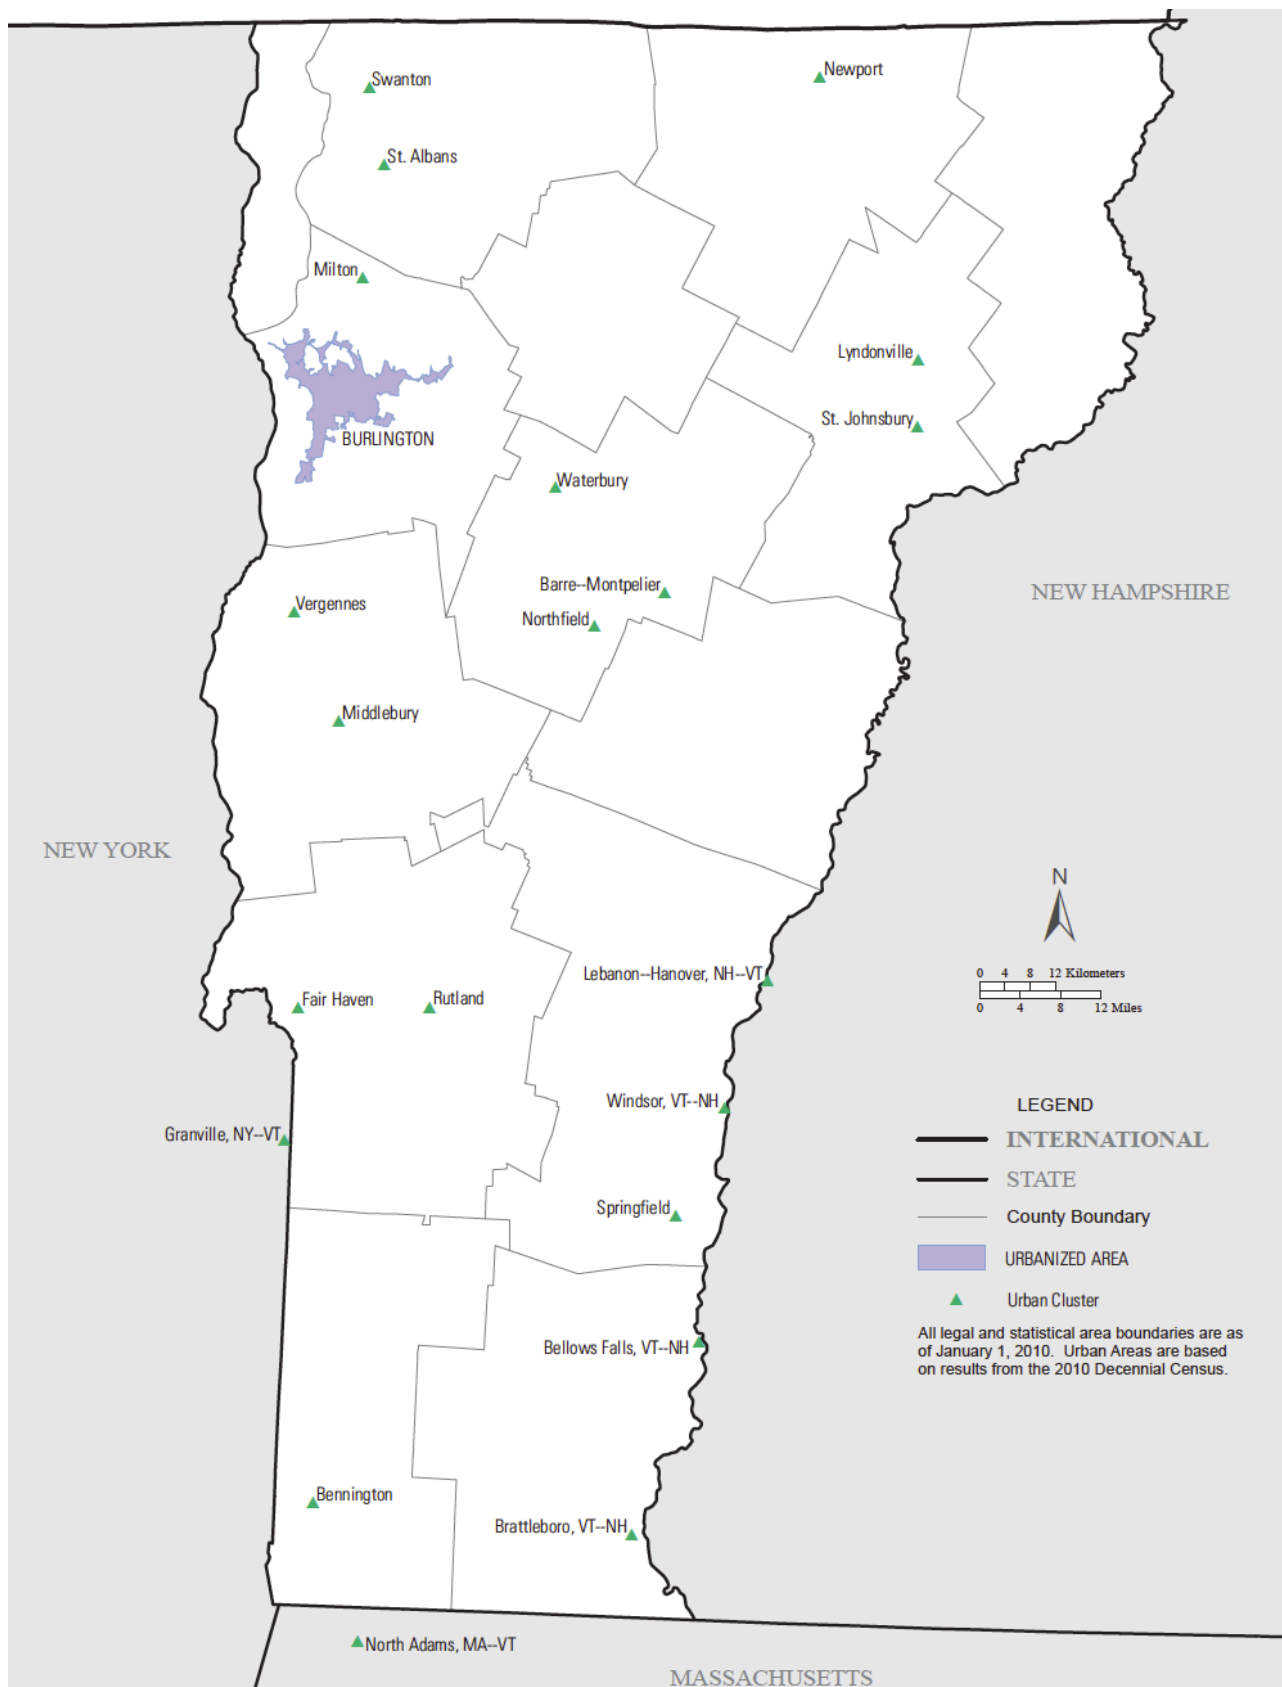 Swanton
Newport
St. Albans
Milton
Lyndonville
St. Johnsbury
BURLINGTON
Waterbury
Barre--Montpelier
NEW HAMPSHIRE
Vergennes
Northfield
Middlebury
NEW YORK
N
Lebanon--Hanover, NH--VT
0 4 8 12 Kilometers
0 4 8 12 Miles
Fair Haven
Rutland
Windsor, VT--NH
LEGEND
Granville, NY--VT
INTERNATIONAL
STATE
Springfield
County Boundary
URBANIZED AREA
Urban Cluster
All legal and statistical area boundaries are as
of January 1, 2010. Urban Areas are based
on results from the 2010 Decennial Census.
Bellows Falls, VT--NH
Bennington
Brattleboro, VT--NH
North Adams, MA--VT
MASSACHUSETTS